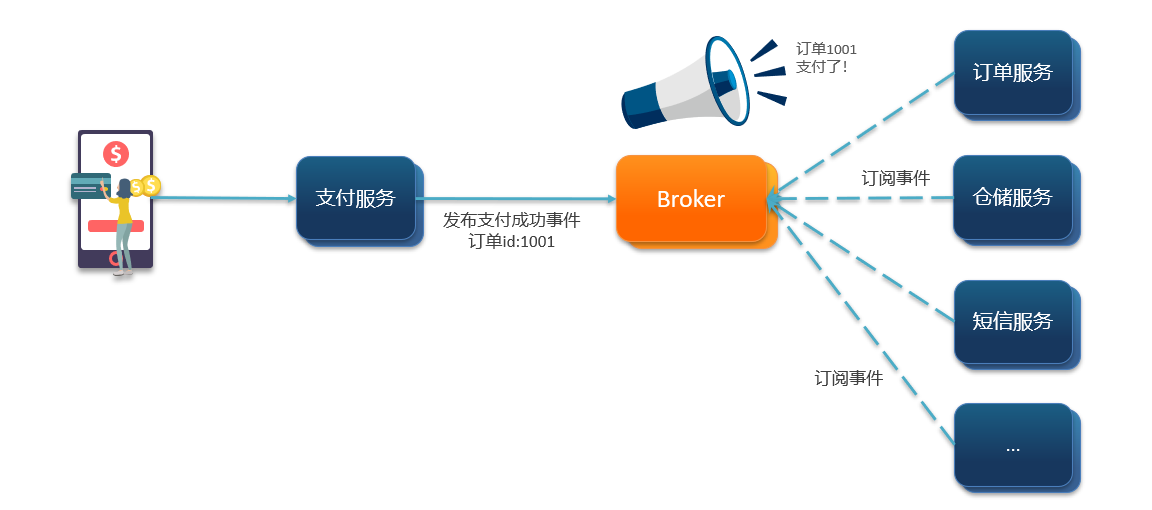 订单1001
支付了!
订单服务
支付服务
Broker
订阅事件
仓储服务
发布支付成功事件
订单id:1001
短信服务
订阅事件
...
$
$
$